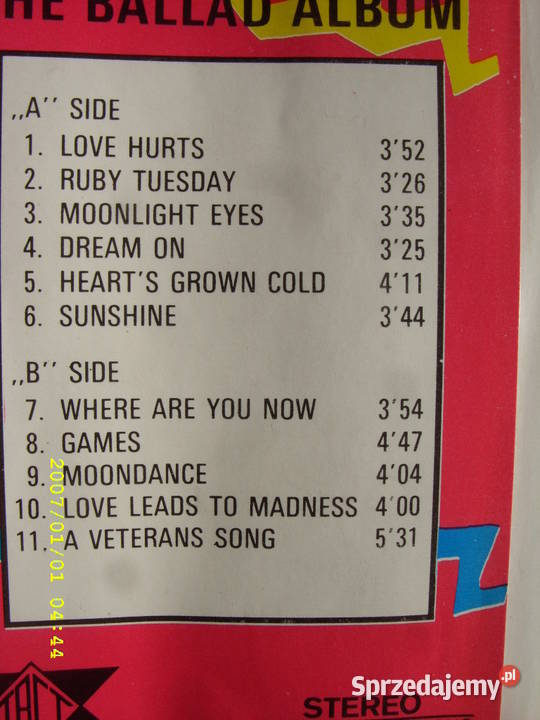 HE BALLAD ALBUM
,,A'' SIDE
1. LOVE HURTS 3'52
2. RUBY TUESDAY 3'26
3. MOONLIGHT EYES 3'35
4. DREAM ON 3'25
5. HEART'S GROWN COLD 4'11
6. SUNSHINE 3'44
,,B'' SIDE
7. WHERE ARE YOU NOW 3'54
8. GAMES 4'47
9. MOONDANCE 4'04
10. LOVE LEADS TO MADNESS 4'00
11. A VETERANS SONG 5'31
2007/01/01 04:44
TACT
STEREO
Sprzedajemy.pl